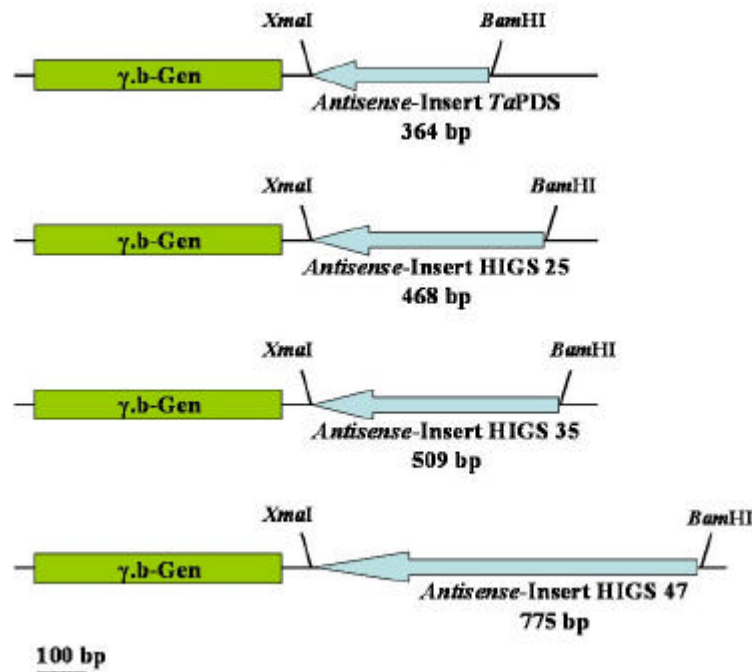 XmaI BamHI
γ.b-Gen
Antisense-Insert TaPDS
364 bp
XmaI BamHI
γ.b-Gen
Antisense-Insert HIGS 25
468 bp
XmaI BamHI
γ.b-Gen
Antisense-Insert HIGS 35
509 bp
XmaI BamHI
γ.b-Gen
Antisense-Insert HIGS 47
775 bp
100 bp